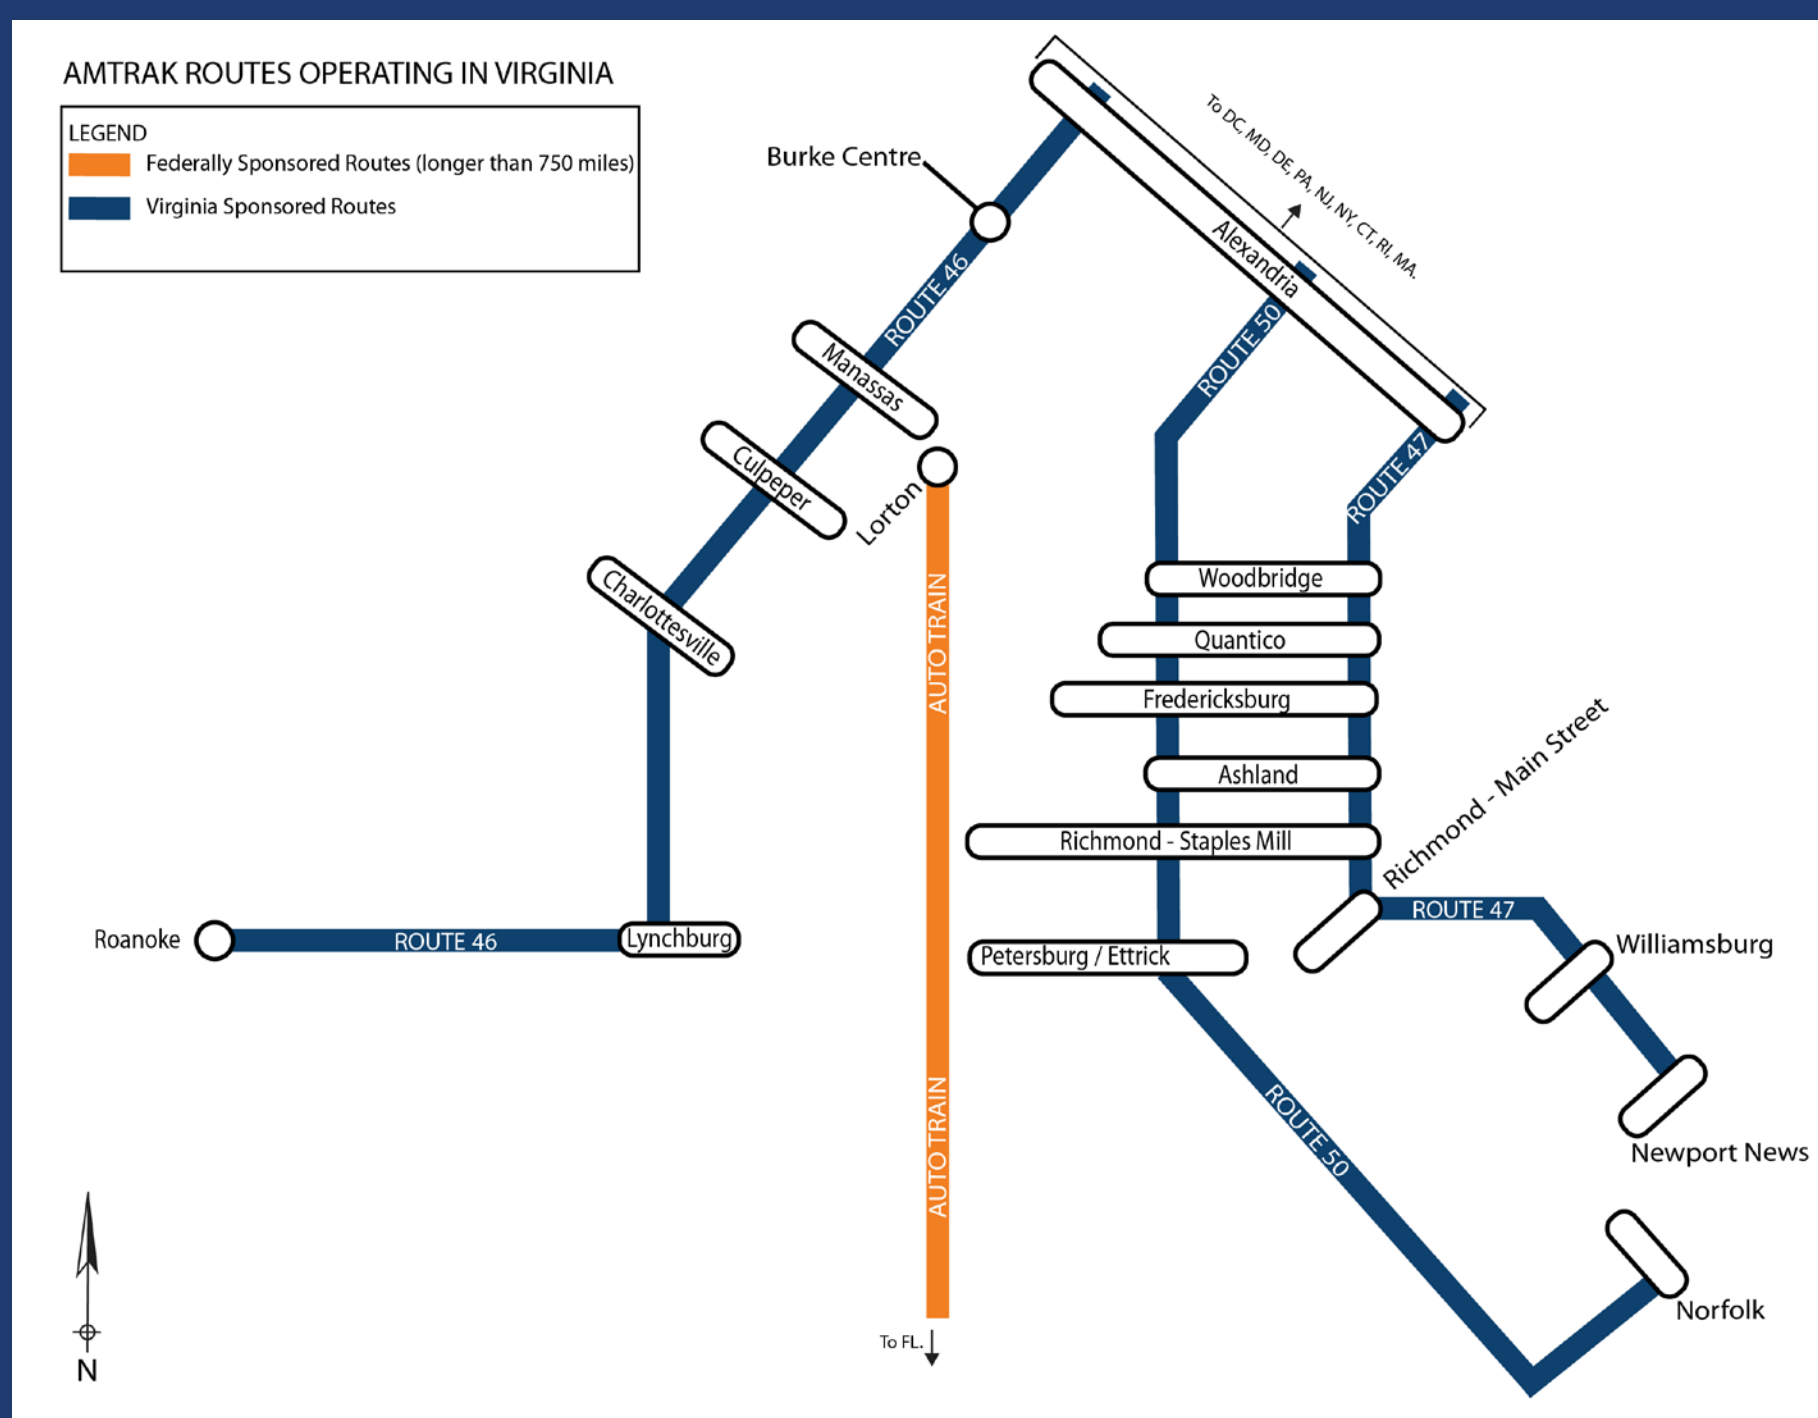 AMTRAK ROUTES OPERATING IN VIRGINIA
LEGEND
Federally Sponsored Routes (longer than 750 miles)
Virginia Sponsored Routes
To DC, MD, DE, PA, NJ, NY, CT, RI, MA.
Burke Centre
Alexandria
ROUTE 46
ROUTE 50
Manassas
ROUTE 47
Culpeper
Lorton
Charlottesville
AUTO TRAIN
Woodbridge
Quantico
Fredericksburg
Ashland
Richmond - Main Street
Richmond - Staples Mill
ROUTE 47
Roanoke
ROUTE 46
Lynchburg
Petersburg / Ettrick
Williamsburg
AUTO TRAIN
ROUTE 50
Newport News
Norfolk
To FL.
N